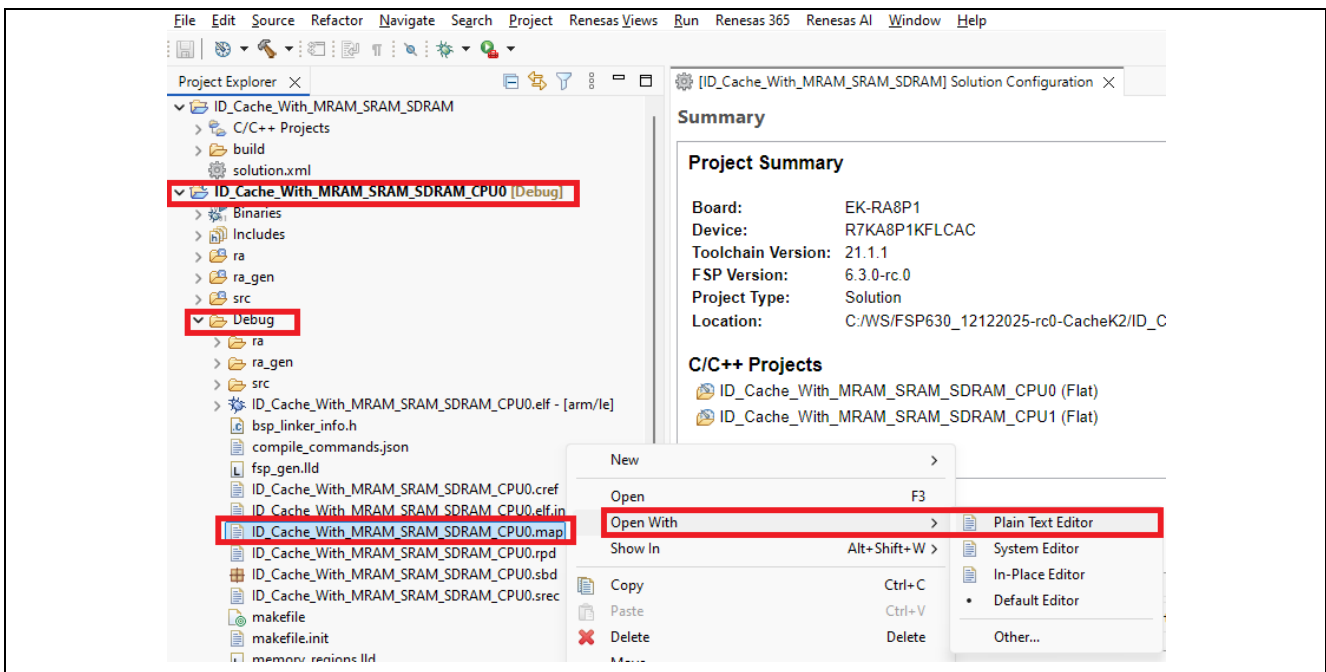 File Edit Source Refactor Navigate Search Project Renesas Views Run Renesas 365 Renesas AI Window Help
Project Explorer
ID_Cache_With_MRAM_SRAM_SDRAM
C/C++ Projects
build
solution.xml
ID_Cache_With_MRAM_SRAM_SDRAM_CPU0 [Debug]
Binaries
Includes
ra
ra_gen
src
Debug
ra
ra_gen
src
ID_Cache_With_MRAM_SRAM_SDRAM_CPU0.elf - [arm/le]
bsp_linker_info.h
compile_commands.json
fsp_gen.lld
ID_Cache_With_MRAM_SRAM_SDRAM_CPU0.cref
ID_Cache_With_MRAM_SRAM_SDRAM_CPU0.elf.in
ID_Cache_With_MRAM_SRAM_SDRAM_CPU0.map
ID_Cache_With_MRAM_SRAM_SDRAM_CPU0.rpd
ID_Cache_With_MRAM_SRAM_SDRAM_CPU0.sbd
ID_Cache_With_MRAM_SRAM_SDRAM_CPU0.srec
makefile
makefile.init
memory_regions.lld
[ID_Cache_With_MRAM_SRAM_SDRAM] Solution Configuration
Summary
Project Summary
Board: EK-RA8P1
Device: R7KA8P1KFLCAC
Toolchain Version: 21.1.1
FSP Version: 6.3.0-rc.0
Project Type: Solution
Location: C:/WS/FSP630_12122025-rc0-CacheK2/ID_C
C/C++ Projects
ID_Cache_With_MRAM_SRAM_SDRAM_CPU0 (Flat)
ID_Cache_With_MRAM_SRAM_SDRAM_CPU1 (Flat)
New
Open F3
Open With
Show In Alt+Shift+W
Copy Ctrl+C
Paste Ctrl+V
Delete Delete
Plain Text Editor
System Editor
In-Place Editor
Default Editor
Other...